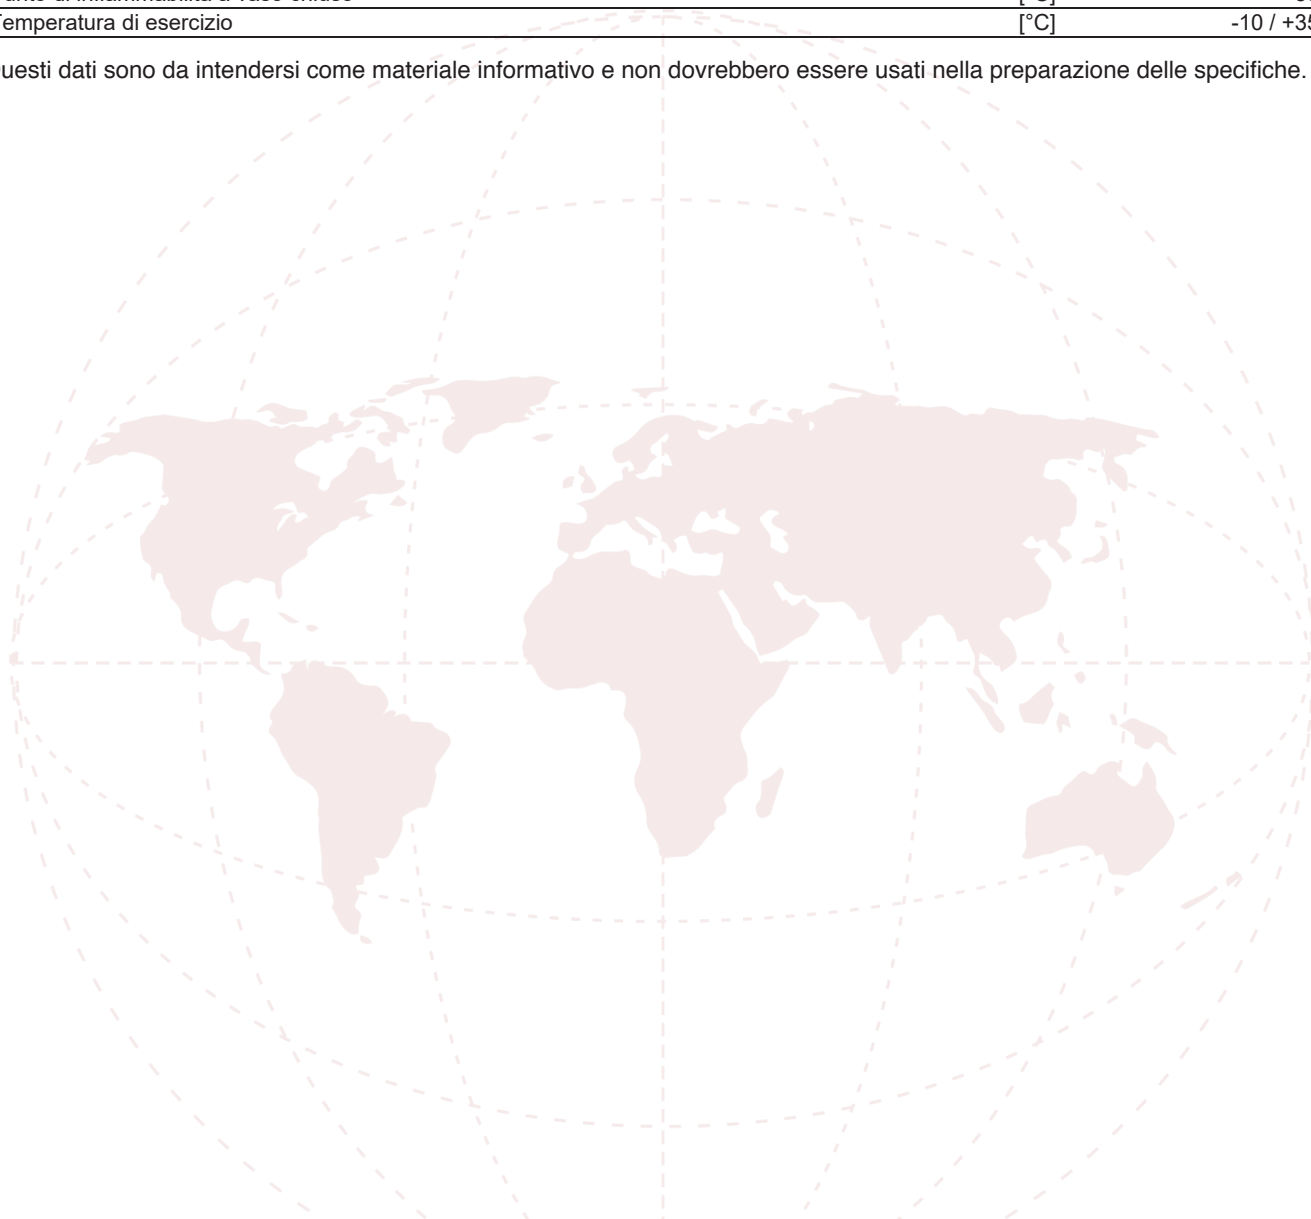 Temperatura di esercizio [°C] -10 / +35
uesti dati sono da intendersi come materiale informativo e non dovrebbero essere usati nella preparazione delle specifiche.